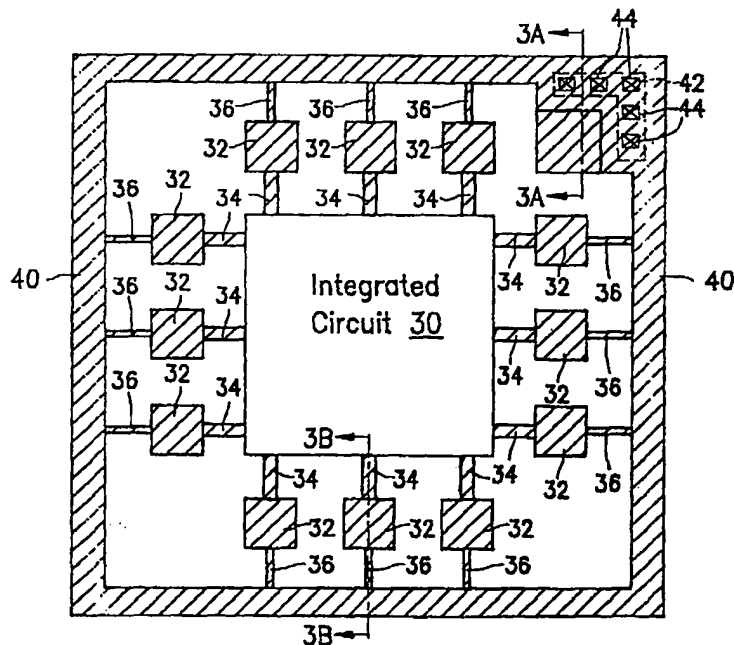 3A 44
42
36 36 36
32 32 32
44
34 34 34 3A
36 32 32
34 34 36
40 40
Integrated
Circuit 30
36 32 32
34 34 36
36 32 32
34 34 36
3B
34 34 34 32
32 32 32
36 36 36
3B